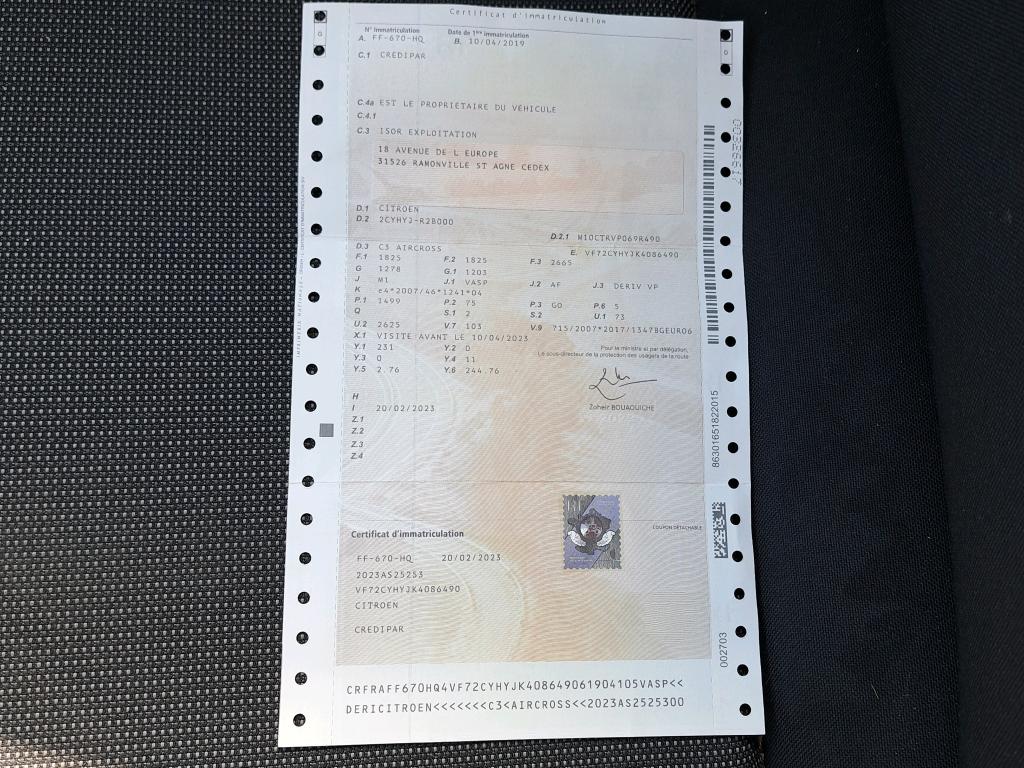 Certificat d'immatriculation
N° Immatriculation Date de 1ère immatriculation
A. FF-670-HQ B. 10/04/2019
C.1 CREDIPAR
C.4a EST LE PROPRIÉTAIRE DU VÉHICULE
C.4.1
C.3 ISOR EXPLOITATION
18 AVENUE DE L EUROPE
31526 RAMONVILLE ST AGNE CEDEX
D.1 CITROEN
D.2 2CYHYJ-R2B000
D.2.1 M10CTRVP069R490
D.3 C3 AIRCROSS E. VF72CYHYJK4086490
F.1 1825 F.2 1825 F.3 2665
G 1278 G.1 1203
J M1 J.1 VASP J.2 AF J.3 DERIV VP
K e4*2007/46*1241*04
P.1 1499 P.2 75 P.3 GO P.6 5
Q S.1 2 S.2 U.1 73
U.2 2625 V.7 103 V.9 715/2007*2017/1347BGEURO6
X.1 VISITE AVANT LE 10/04/2023
Y.1 231 Y.2 0
Y.3 0 Y.4 11
Y.5 2.76 Y.6 244.76
Pour le ministre et par délégation,
Le sous-directeur de la protection des usagers de la route
Zoheir BOUAOUICHE
H
I 20/02/2023
Z.1
Z.2
Z.3
Z.4
86301651822015
COUPON DÉTACHABLE
Certificat d'immatriculation
FF-670-HQ 20/02/2023
2023AS25253
VF72CYHYJK4086490
CITROEN
CREDIPAR
002703
CRFRAFF670HQ4VF72CYHYJK408649061904105VASP<<
DERICITROEN<<<<<<<C3<AIRCROSS<<2023AS2525300